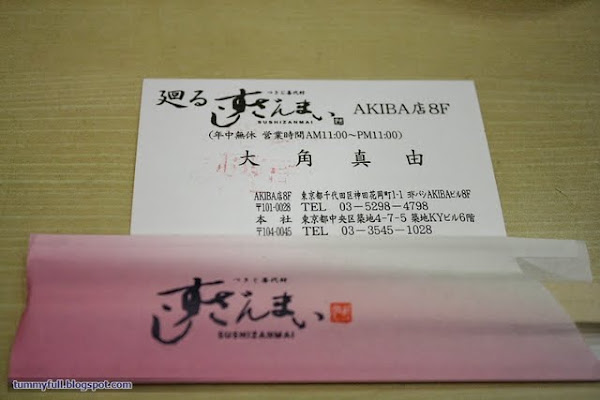 つきじ喜代村
廻る すしざんまい AKIBA店8F
SUSHIZANMAI
(年中無休 営業時間AM11:00~PM11:00)
大角真由
AKIBA店8F 東京都千代田区神田花岡町1-1 ヨドバシAKIBAビル8F
〒101-0028 TEL 03-5298-4798
本社 東京都中央区築地4-7-5 築地KYビル6階
〒104-0045 TEL 03-3545-1028
つきじ喜代村
すしざんまい
SUSHIZANMAI
tummyfull.blogspot.com